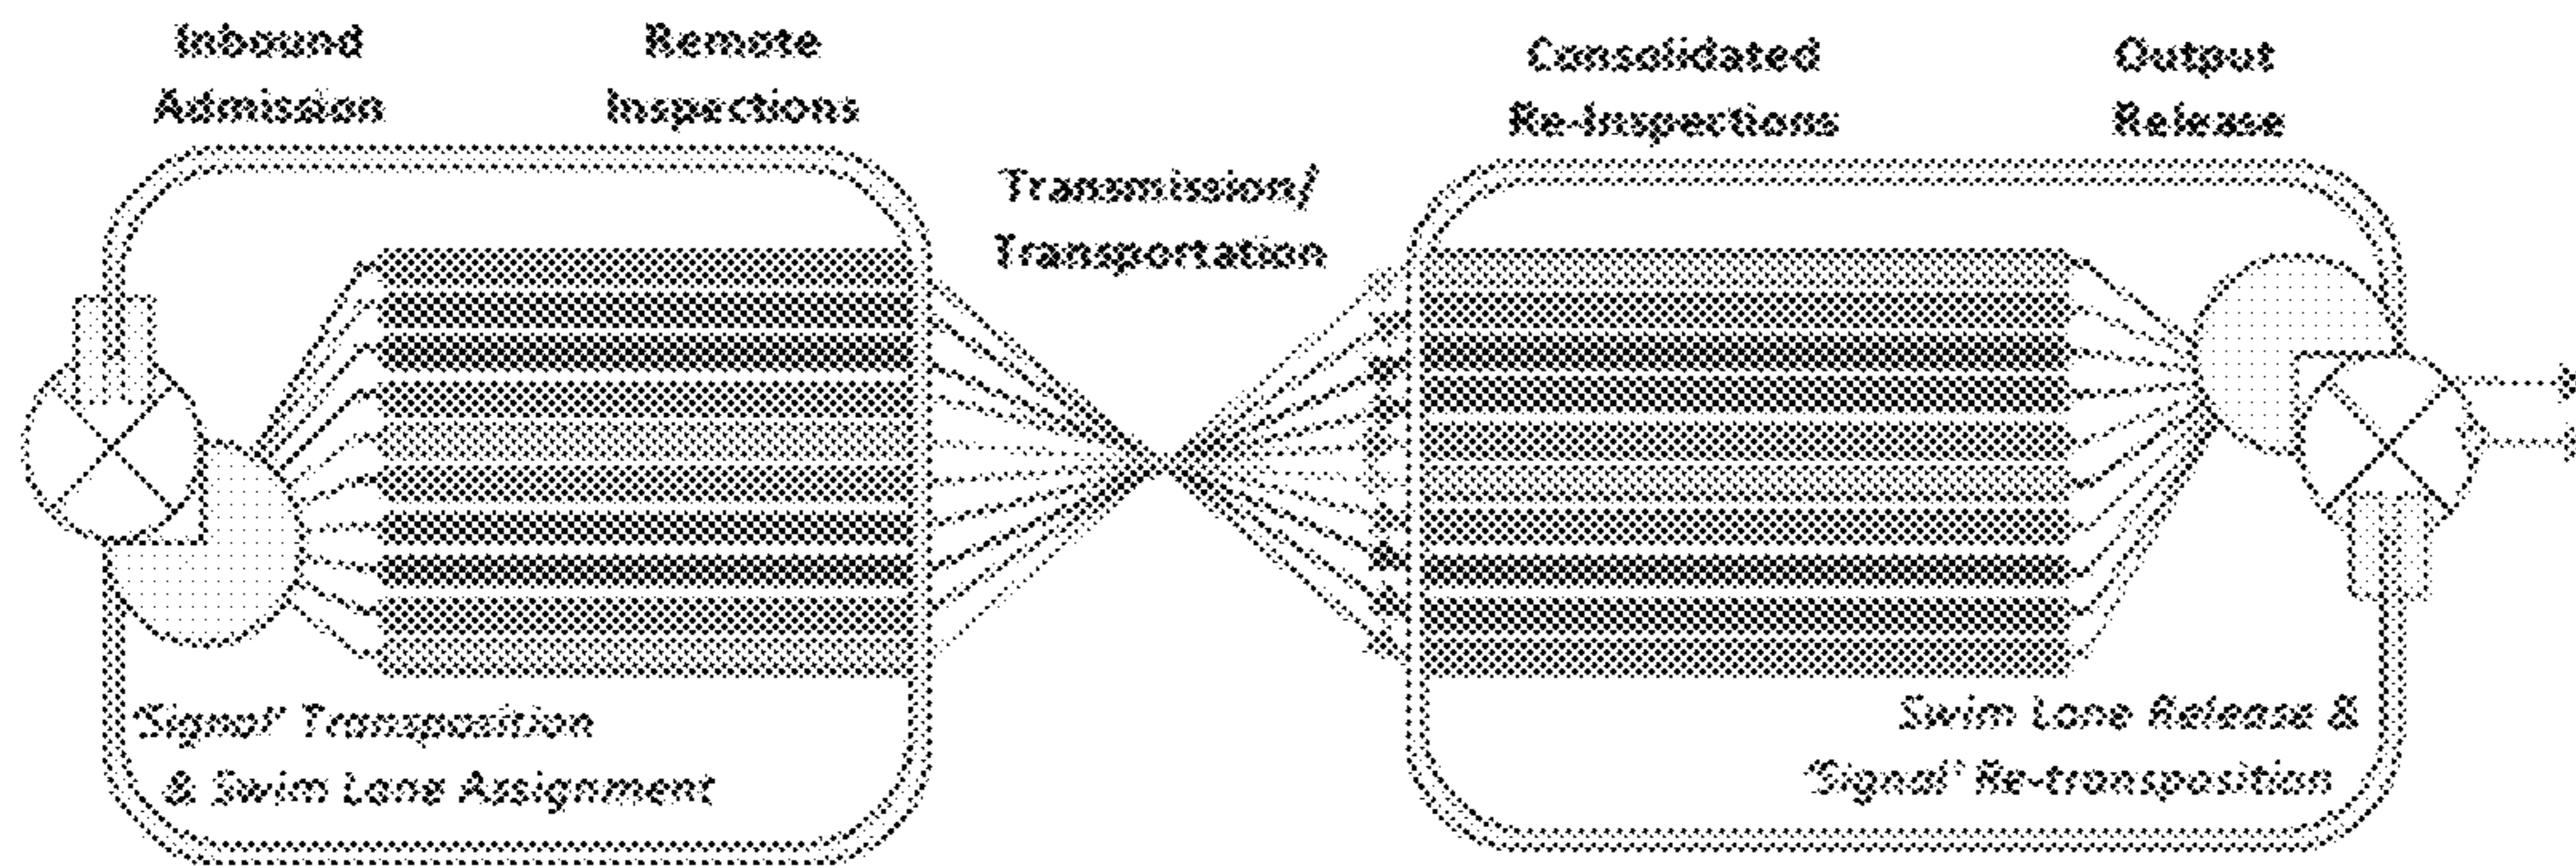 Inbound
Admission
Remote
Inspections
Transmission/
Transportation
Consolidated
Re-Inspections
Output
Release
'Signal' Transposition
& Swim Lane Assignment
Swim Lane Release &
'Signal' Re-transposition